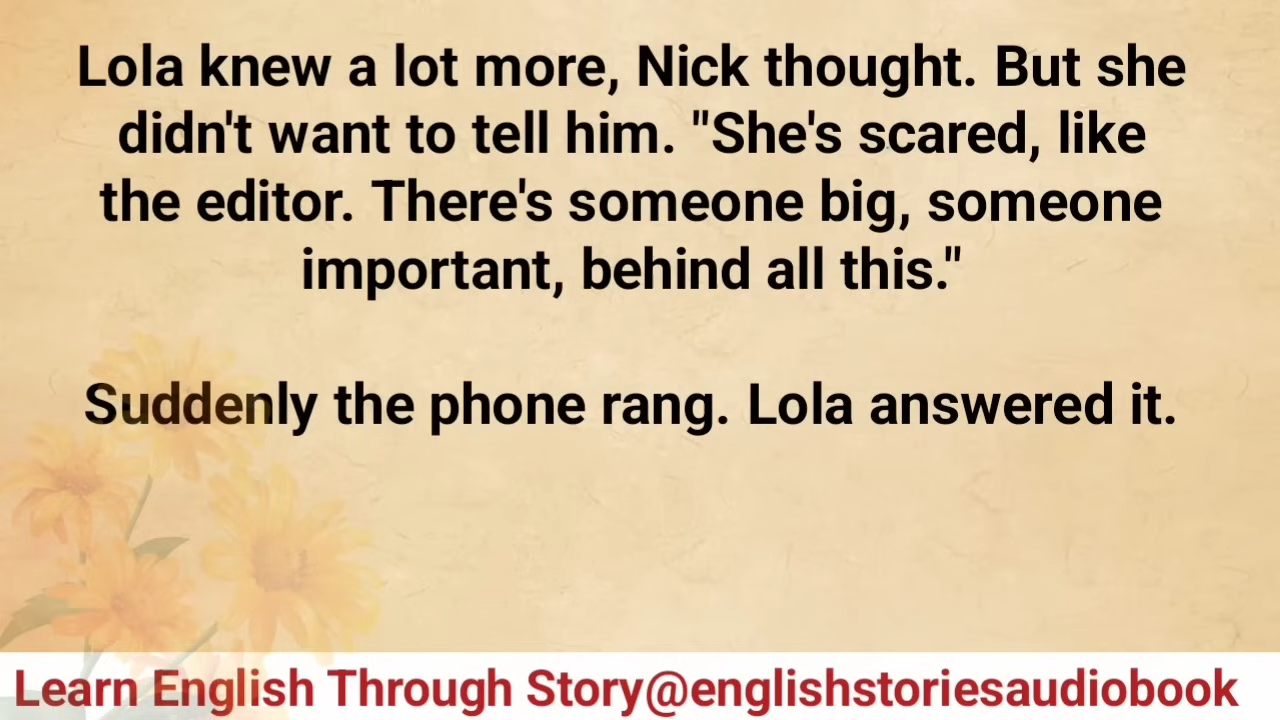 Lola knew a lot more, Nick thought. But she
didn't want to tell him. "She's scared, like
the editor. There's someone big, someone
important, behind all this."
Suddenly the phone rang. Lola answered it.
Learn English Through Story@englishstoriesaudiobook